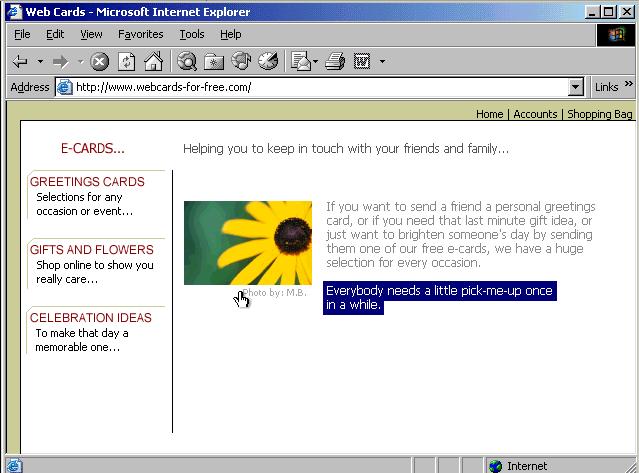 Web Cards - Microsoft Internet Explorer
File Edit View Favorites Tools Help
Address http://www.webcards-for-free.com/ Links »
Home | Accounts | Shopping Bag
E-CARDS...
Helping you to keep in touch with your friends and family...
GREETINGS CARDS
Selections for any
occasion or event...
GIFTS AND FLOWERS
Shop online to show you
really care...
CELEBRATION IDEAS
To make that day a
memorable one...
If you want to send a friend a personal greetings
card, or if you need that last minute gift idea, or
just want to brighten someone's day by sending
them one of our free e-cards, we have a huge
selection for every occasion.
Photo by: M.B.
Everybody needs a little pick-me-up once
in a while.
Internet